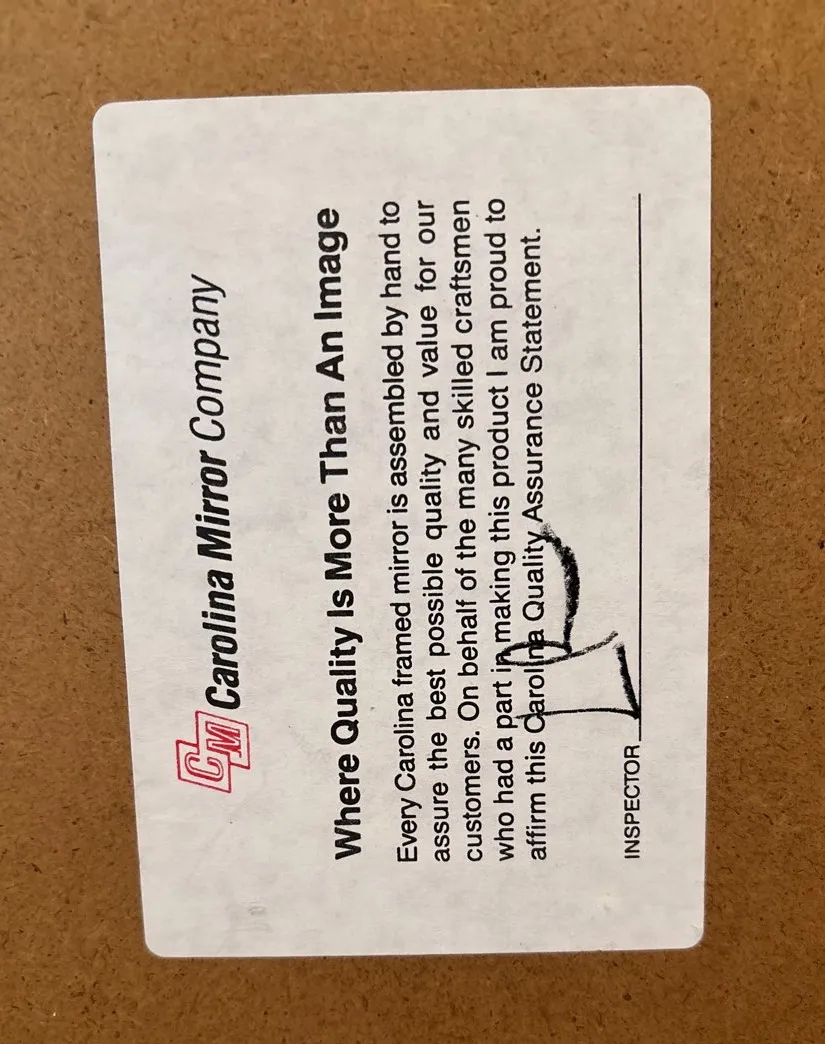 CM Carolina Mirror Company
Where Quality Is More Than An Image
Every Carolina framed mirror is assembled by hand to
assure the best possible quality and value for our
customers. On behalf of the many skilled craftsmen
who had a part in making this product I am proud to
affirm this Carolina Quality Assurance Statement.
INSPECTOR